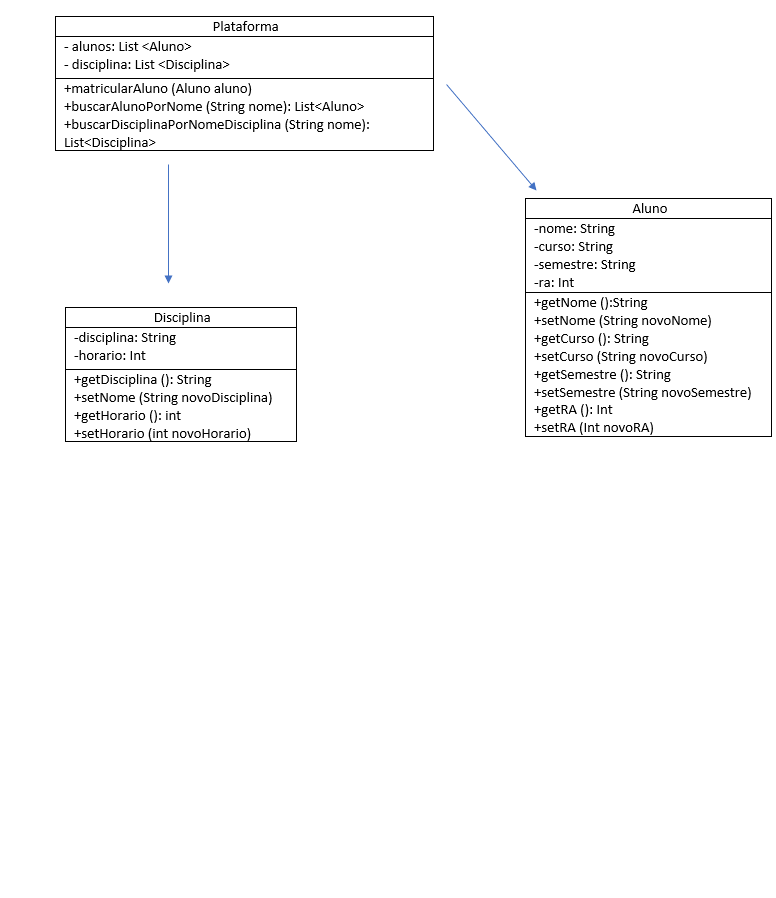 Plataforma
- alunos: List <Aluno>
- disciplina: List <Disciplina>
+matricularAluno (Aluno aluno)
+buscarAlunoPorNome (String nome): List<Aluno>
+buscarDisciplinaPorNomeDisciplina (String nome):
List<Disciplina>
Aluno
-nome: String
-curso: String
-semestre: String
-ra: Int
+getNome ():String
+setNome (String novoNome)
+getCurso (): String
+setCurso (String novoCurso)
+getSemestre (): String
+setSemestre (String novoSemestre)
+getRA (): Int
+setRA (Int novoRA)
Disciplina
-disciplina: String
-horario: Int
+getDisciplina (): String
+setNome (String novoDisciplina)
+getHorario (): int
+setHorario (int novoHorario)